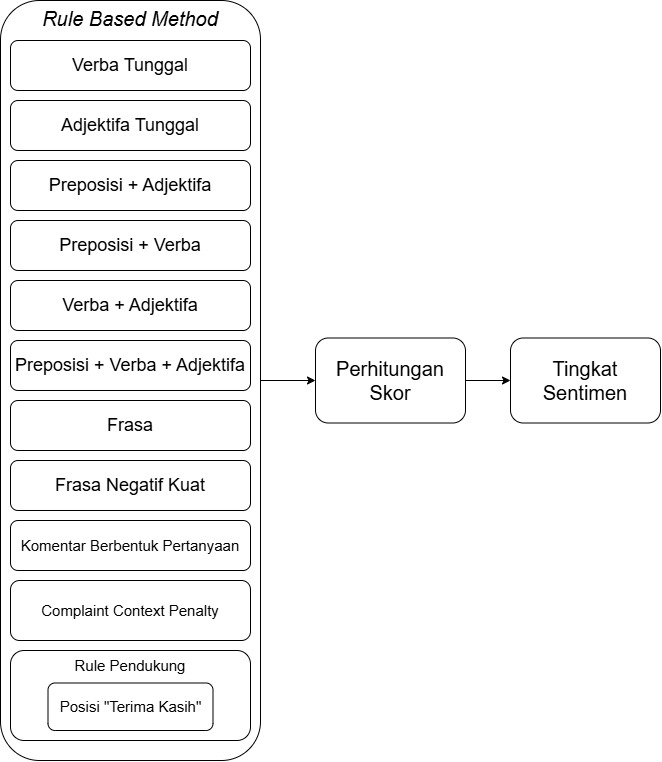 Rule Based Method
Verba Tunggal
Adjektifa Tunggal
Preposisi + Adjektifa
Preposisi + Verba
Verba + Adjektifa
Preposisi + Verba + Adjektifa
Frasa
Frasa Negatif Kuat
Komentar Berbentuk Pertanyaan
Complaint Context Penalty
Rule Pendukung
Posisi "Terima Kasih"
Perhitungan
Skor
Tingkat
Sentimen